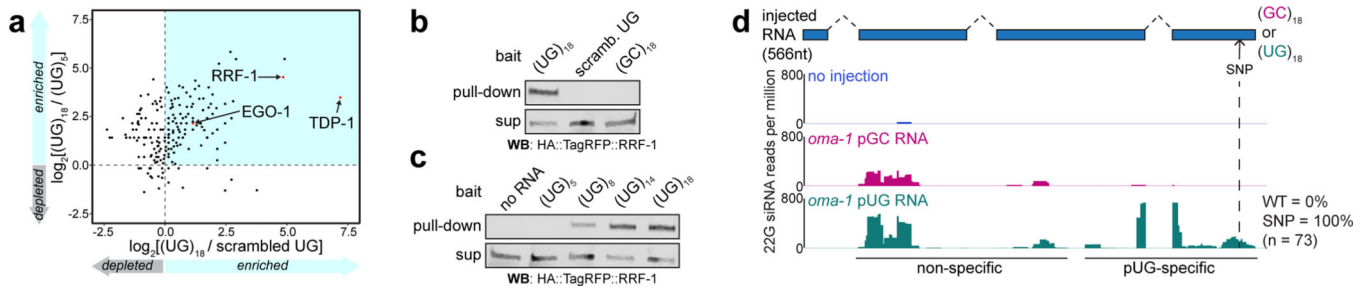 a
enriched
depleted
log2[(UG)18 / (UG)5]
7.5
5.0
2.5
0.0
-2.5
RRF-1
EGO-1
TDP-1
-2.5 0.0 2.5 5.0 7.5
log2[(UG)18 / scrambled UG]
depleted enriched
b
bait (UG)18 scramb. UG (GC)18
pull-down
sup
WB: HA::TagRFP::RRF-1
c
bait no RNA (UG)5 (UG)8 (UG)14 (UG)18
pull-down
sup
WB: HA::TagRFP::RRF-1
d
injected
RNA
(566nt)
(GC)18
or
(UG)18
SNP
22G siRNA reads per million
800
no injection
0
800
oma-1 pGC RNA
0
800
oma-1 pUG RNA
0
WT = 0%
SNP = 100%
(n = 73)
non-specific pUG-specific